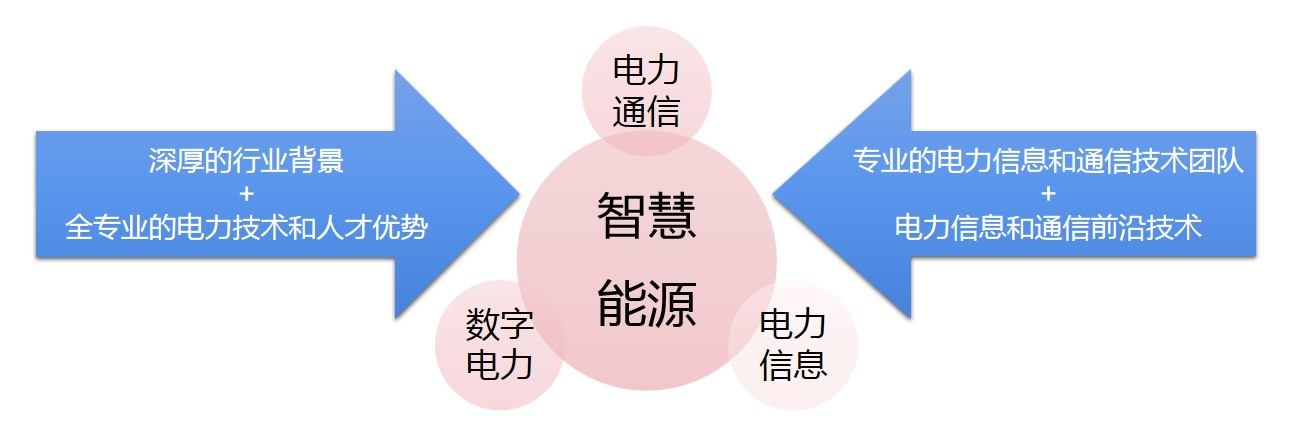 电力
通信
深厚的行业背景
+
全专业的电力技术和人才优势
智慧
能源
专业的电力信息和通信技术团队
+
电力信息和通信前沿技术
数字
电力
电力
信息